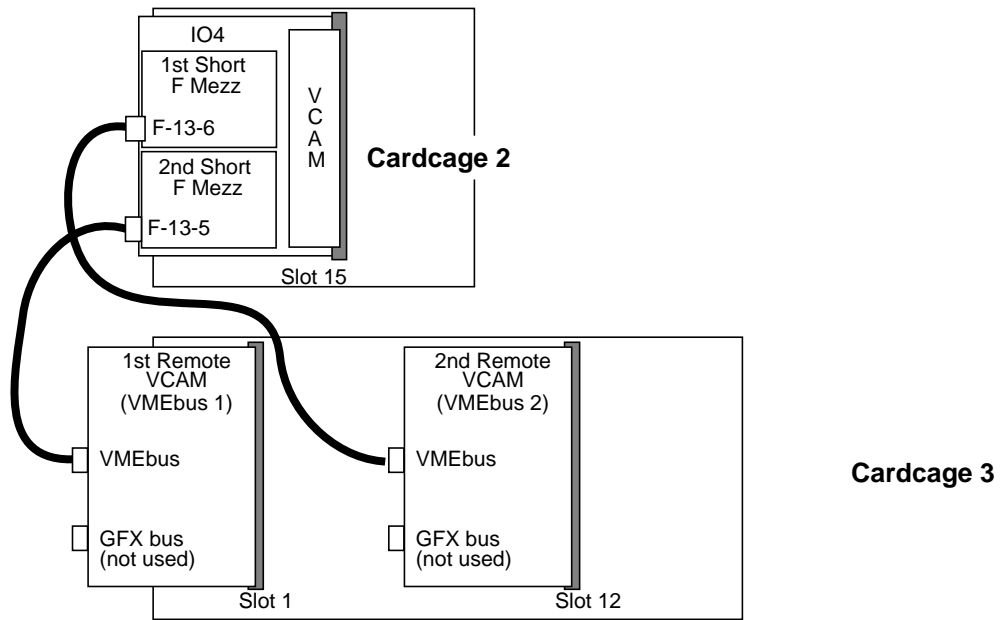 IO4
1st Short
F Mezz
F-13-6
2nd Short
F Mezz
F-13-5
V
C
A
M
Cardcage 2
Slot 15
1st Remote
VCAM
(VMEbus 1)
VMEbus
GFX bus
(not used)
Slot 1
2nd Remote
VCAM
(VMEbus 2)
VMEbus
GFX bus
(not used)
Slot 12
Cardcage 3